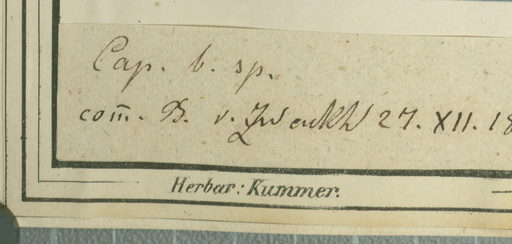 Cap. b. sp.
com̅. B. v. Zwackh 27. XII. 18
Herbar: Kummer.